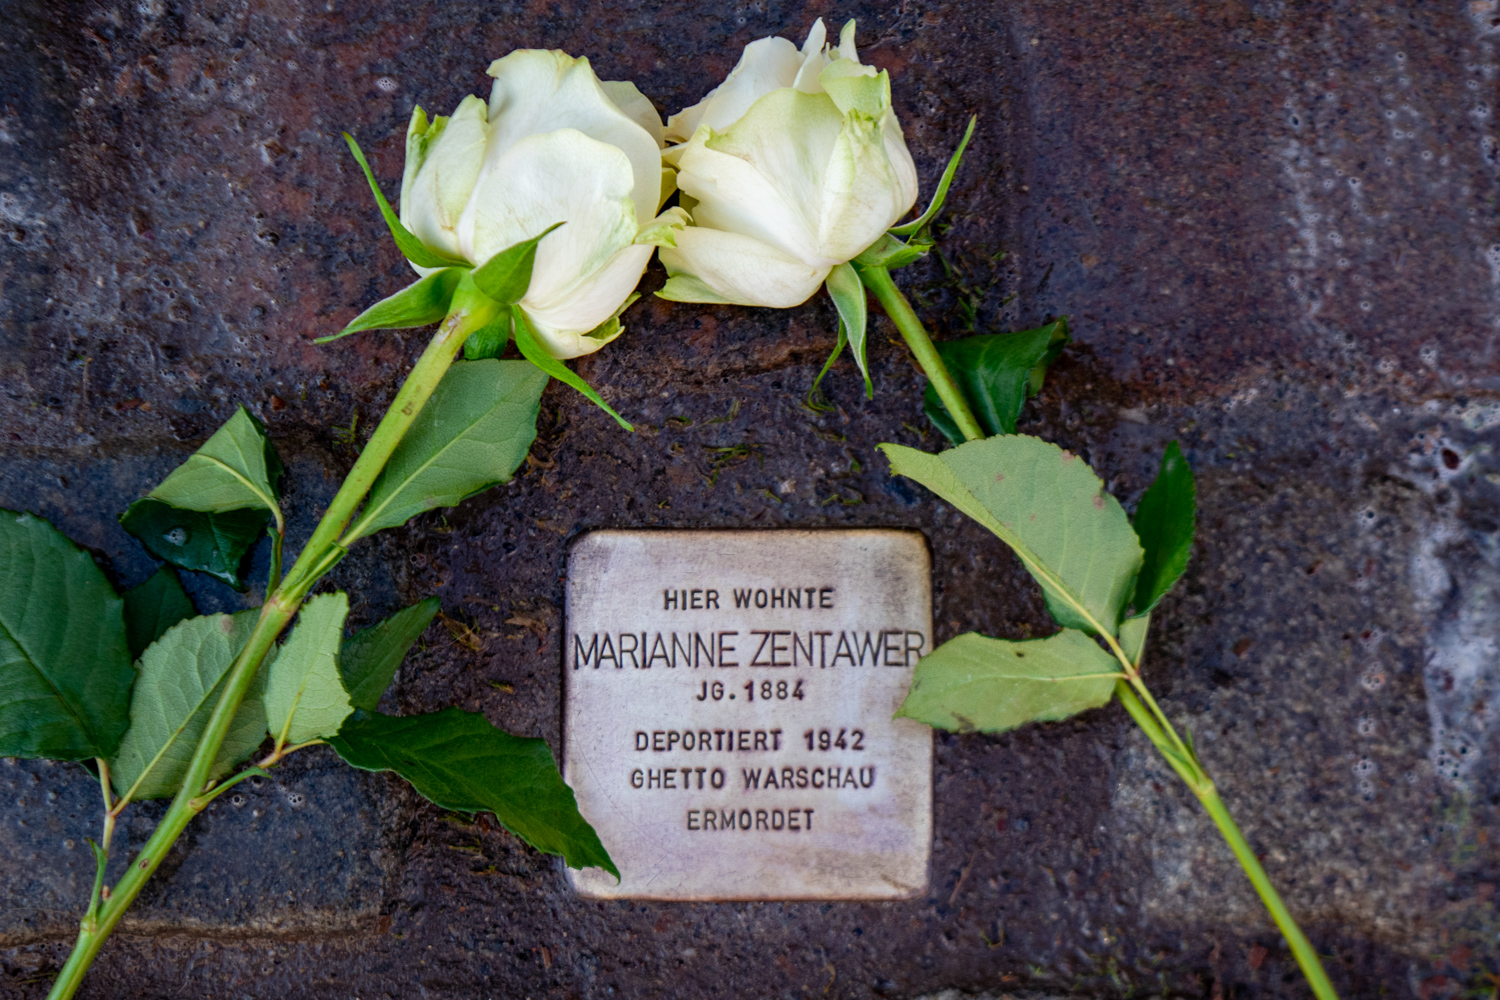 HIER WOHNTE
MARIANNE ZENTAWER
JG. 1884
DEPORTIERT 1942
GHETTO WARSCHAU
ERMORDET